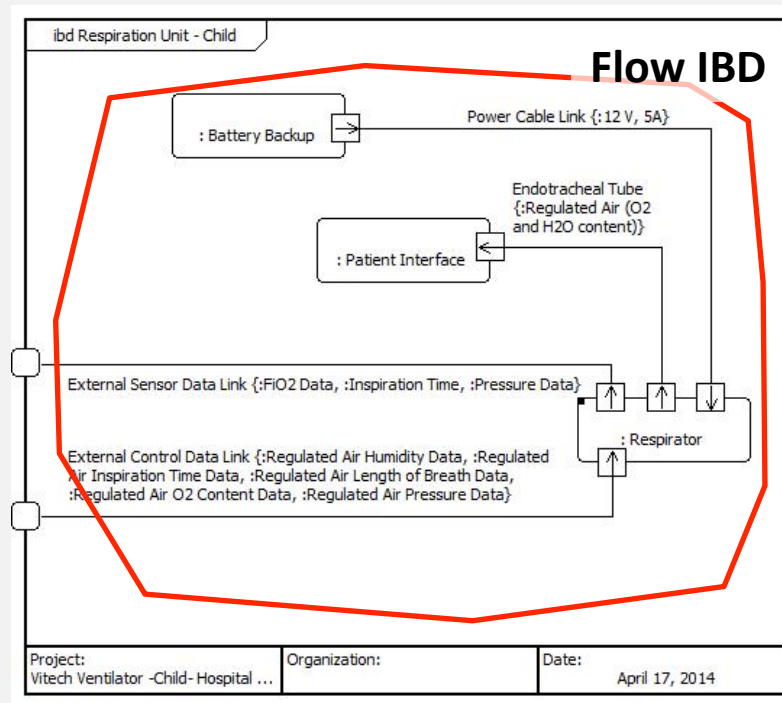 ibd Respiration Unit - Child
Flow IBD
Power Cable Link {:12 V, 5A}
: Battery Backup
Endotracheal Tube
{:Regulated Air (O2
and H2O content)}
: Patient Interface
External Sensor Data Link {:FiO2 Data, :Inspiration Time, :Pressure Data}
: Respirator
External Control Data Link {:Regulated Air Humidity Data, :Regulated
Air Inspiration Time Data, :Regulated Air Length of Breath Data,
:Regulated Air O2 Content Data, :Regulated Air Pressure Data}
Project:
Vitech Ventilator -Child- Hospital ...
Organization:
Date:
April 17, 2014